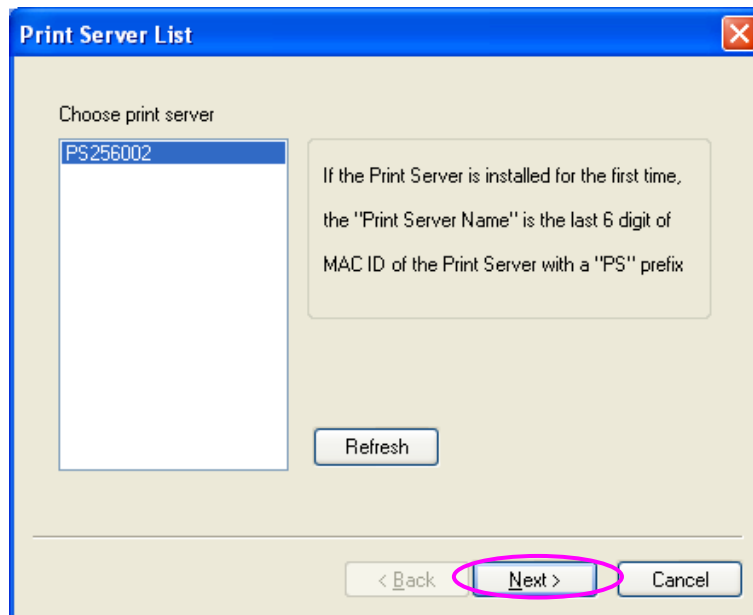 Print Server List
Choose print server
PS256002
If the Print Server is installed for the first time,
the "Print Server Name" is the last 6 digit of
MAC ID of the Print Server with a "PS" prefix
Refresh
< Back Next > Cancel